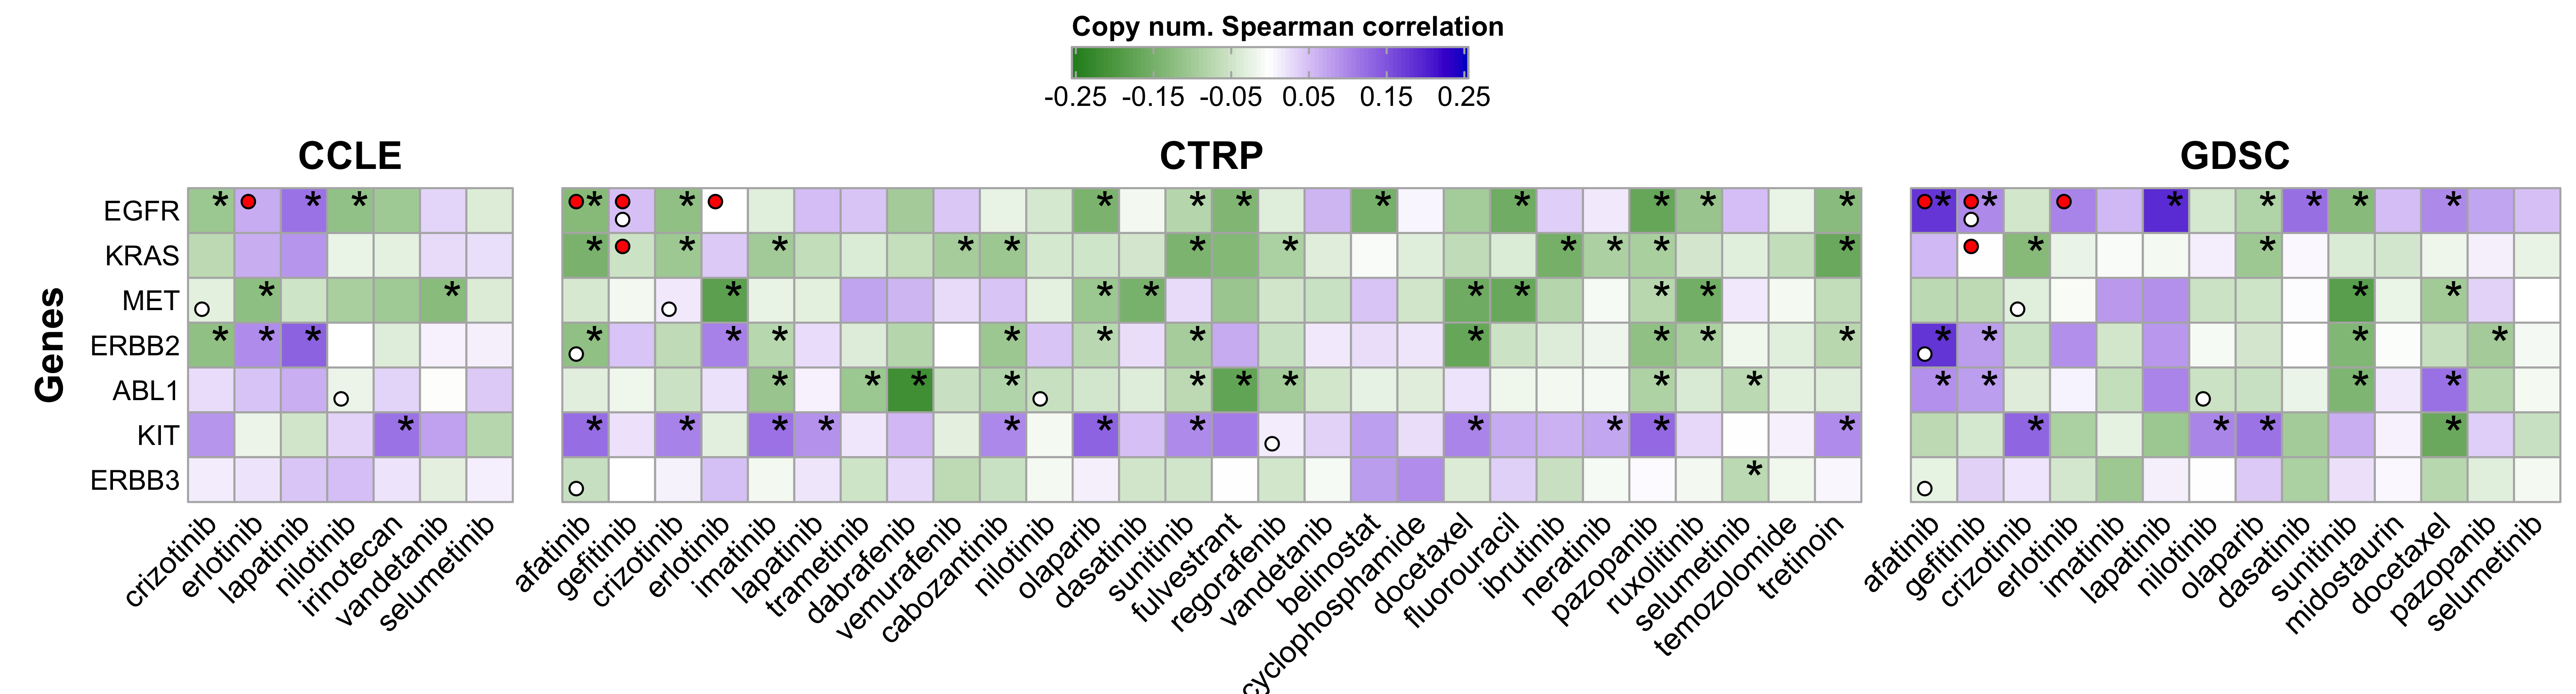 Copy num. Spearman correlation
-0.25 -0.15 -0.05 0.05 0.15 0.25
CCLE CTRP GDSC
Genes
EGFR
KRAS
MET
ERBB2
ABL1
KIT
ERBB3
crizotinib
erlotinib
lapatinib
nilotinib
irinotecan
vandetanib
selumetinib
afatinib
gefitinib
crizotinib
erlotinib
imatinib
lapatinib
trametinib
dabrafenib
vemurafenib
cabozantinib
nilotinib
olaparib
dasatinib
sunitinib
fulvestrant
regorafenib
vandetanib
belinostat
cyclophosphamide
docetaxel
fluorouracil
ibrutinib
neratinib
pazopanib
ruxolitinib
selumetinib
temozolomide
tretinoin
afatinib
gefitinib
crizotinib
erlotinib
imatinib
lapatinib
nilotinib
olaparib
dasatinib
sunitinib
midostaurin
docetaxel
pazopanib
selumetinib